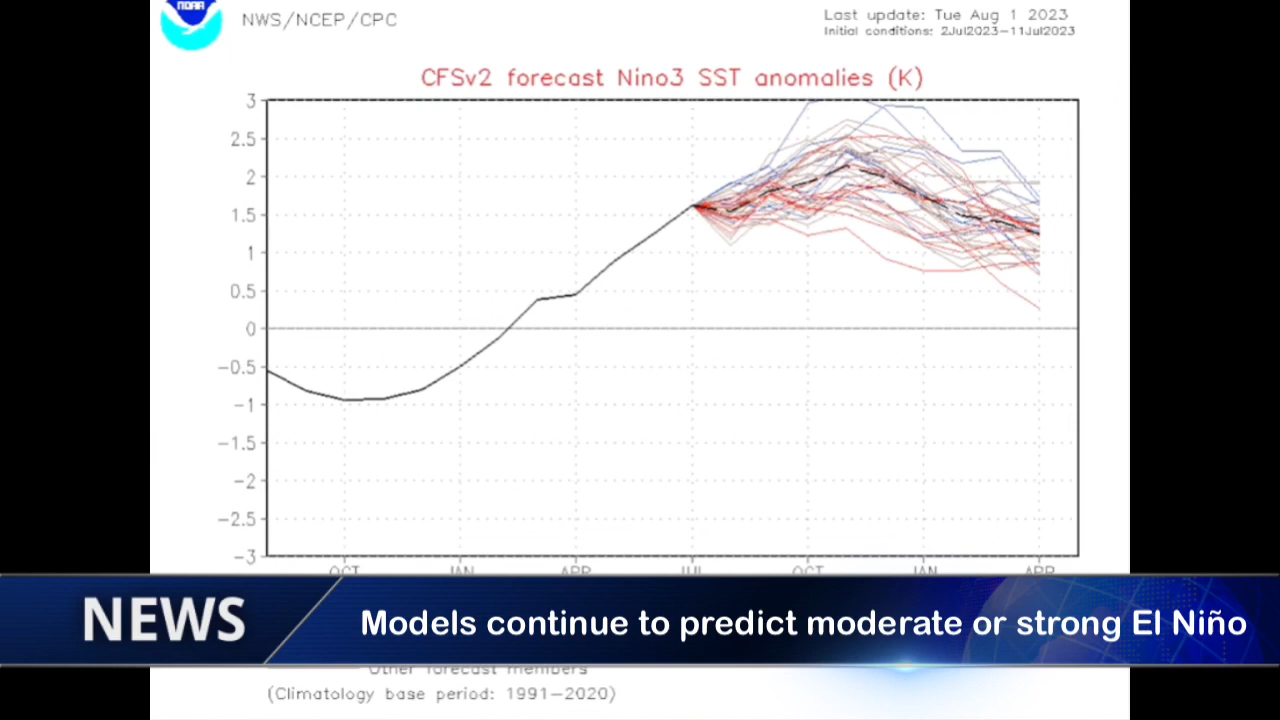 NOAA
NWS/NCEP/CPC
Last update: Tue Aug 1 2023
Initial conditions: 2Jul2023-11Jul2023
CFSv2 forecast Nino3 SST anomalies (K)
3
2.5
2
1.5
1
0.5
0
-0.5
-1
-1.5
-2
-2.5
-3
OCT JAN APR JUL OCT JAN APR
NEWS
Models continue to predict moderate or strong El Niño
Other forecast members
(Climatology base period: 1991-2020)